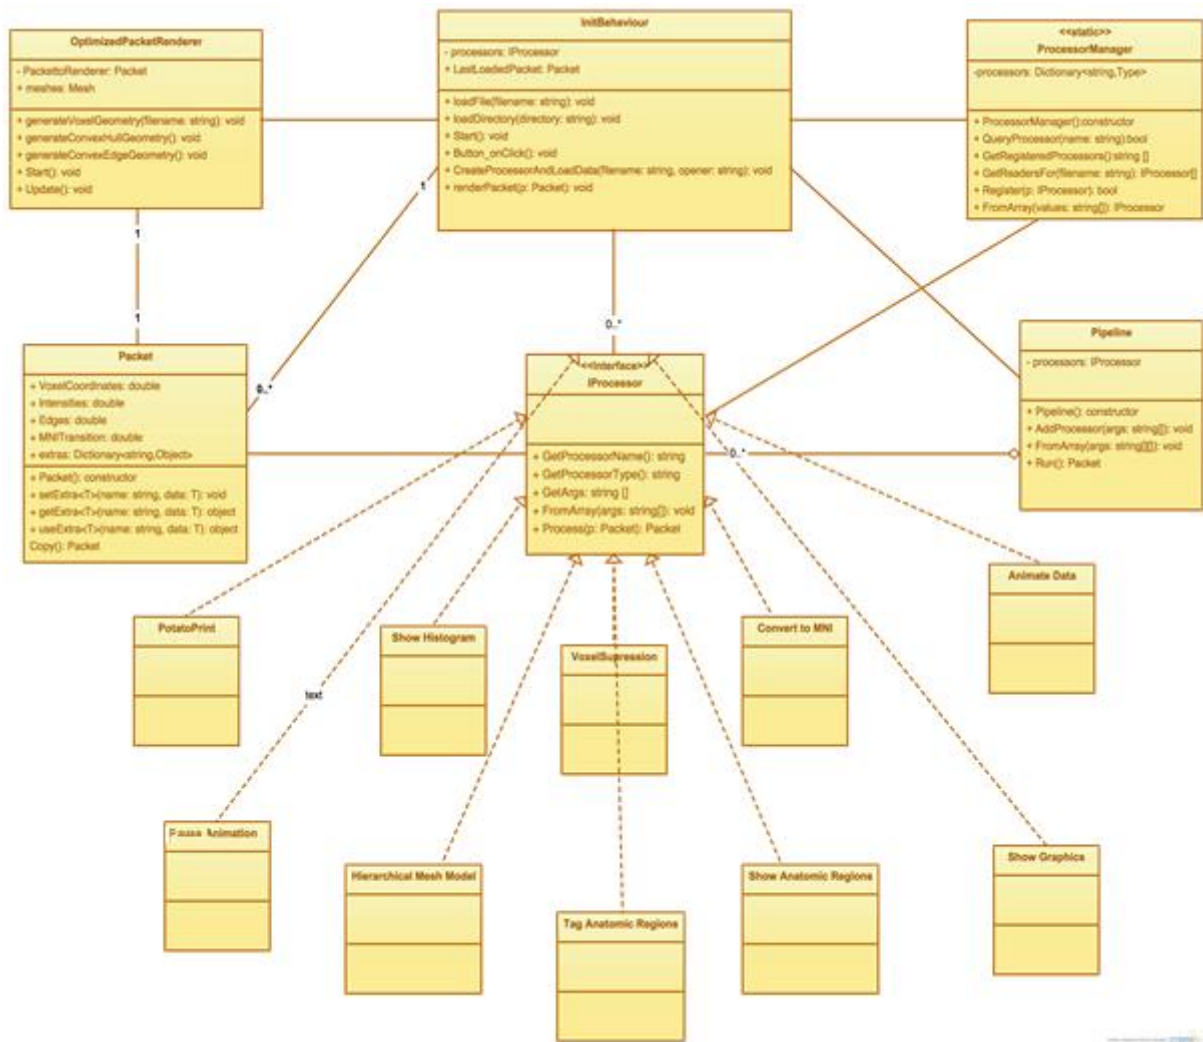 OptimizedPacketRenderer
- PackettoRenderer: Packet
+ meshes: Mesh
+ generateVoxelGeometry(filename: string): void
+ generateConvexHullGeometry(): void
+ generateConvexEdgeGeometry(): void
+ Start(): void
+ Update(): void
InitBehaviour
- processors: IProcessor
+ LastLoadedPacket: Packet
+ loadFile(filename: string): void
+ loadDirectory(directory: string): void
+ Start(): void
+ Button_onClick(): void
+ CreateProcessorAndLoadData(filename: string, opener: string): void
+ renderPacket(p: Packet): void
<<static>>
ProcessorManager
-processors: Dictionary<string,Type>
+ ProcessorManager():constructor
+ QueryProcessor(name: string):bool
+ GetRegisteredProcessors():string []
+ GetReadersFor(filename: string): IProcessor[]
+ Register(p: IProcessor): bool
+ FromArray(values: string[]): IProcessor
1
1
1
0..*
0..*
0..*
Packet
+ VoxelCoordinates: double
+ Intensities: double
+ Edges: double
+ MNITransition: double
+ extras: Dictionary<string,Object>
+ Packet(): constructor
+ setExtra<T>(name: string, data: T): void
+ getExtra<T>(name: string, data: T): object
+ useExtra<T>(name: string, data: T): object
Copy(): Packet
<<Interface>>
IProcessor
+ GetProcessorName(): string
+ GetProcessorType(): string
+ GetArgs: string []
+ FromArray(args: string[]): void
+ Process(p: Packet): Packet
Pipeline
- processors: IProcessor
+ Pipeline(): constructor
+ AddProcessor(args: string[]): void
+ FromArray(args: string[][]): void
+ Run(): Packet
PotatoPrint
Show Histogram
VoxelSupression
Convert to MNI
Animate Data
text
Pause Animation
Hierarchical Mesh Model
Tag Anatomic Regions
Show Anatomic Regions
Show Graphics